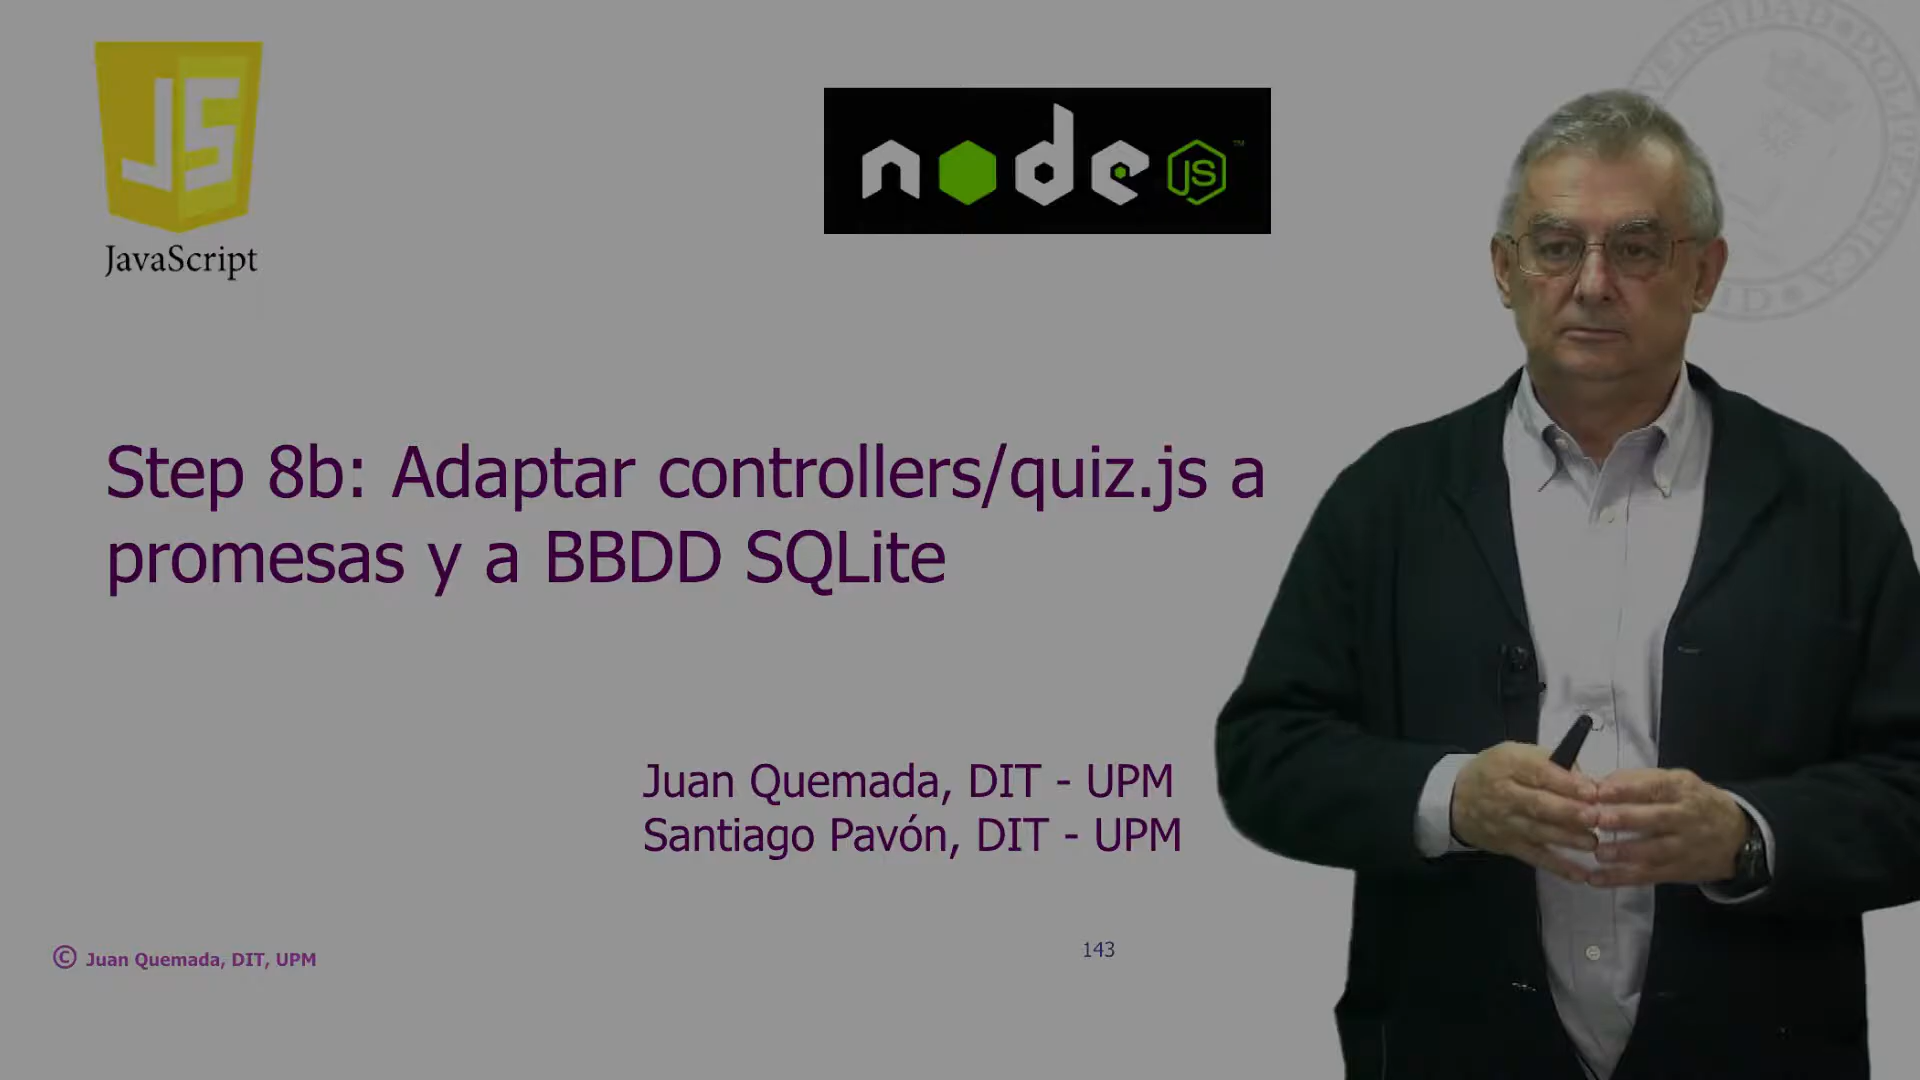 JS
JavaScript
node JS ™
Step 8b: Adaptar controllers/quiz.js a
promesas y a BBDD SQLite
Juan Quemada, DIT - UPM
Santiago Pavón, DIT - UPM
© Juan Quemada, DIT, UPM
143